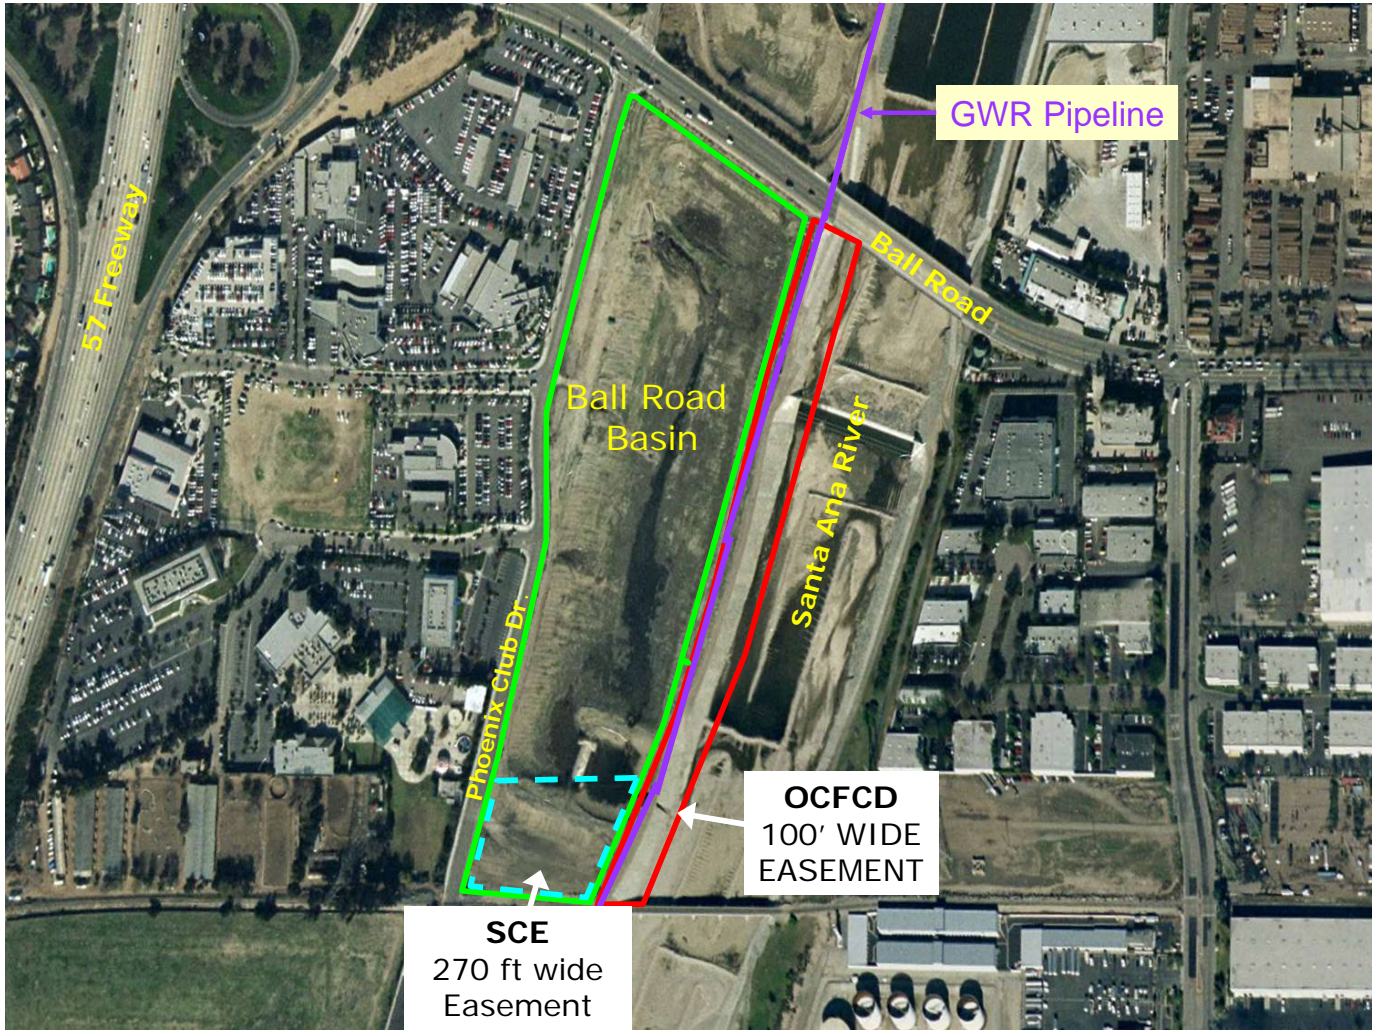 GWR Pipeline
57 Freeway
Ball Road
Ball Road
Basin
Santa Ana River
Phoenix Club Dr.
OCFCD
100' WIDE
EASEMENT
SCE
270 ft wide
Easement